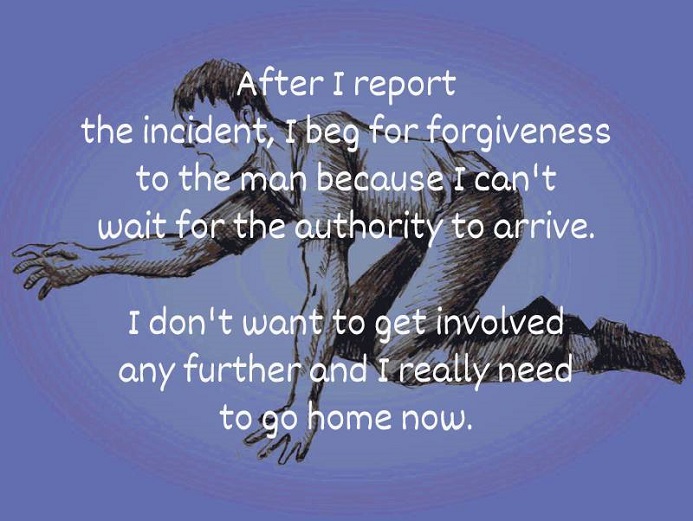 After I report
the incident, I beg for forgiveness
to the man because I can't
wait for the authority to arrive.
I don't want to get involved
any further and I really need
to go home now.